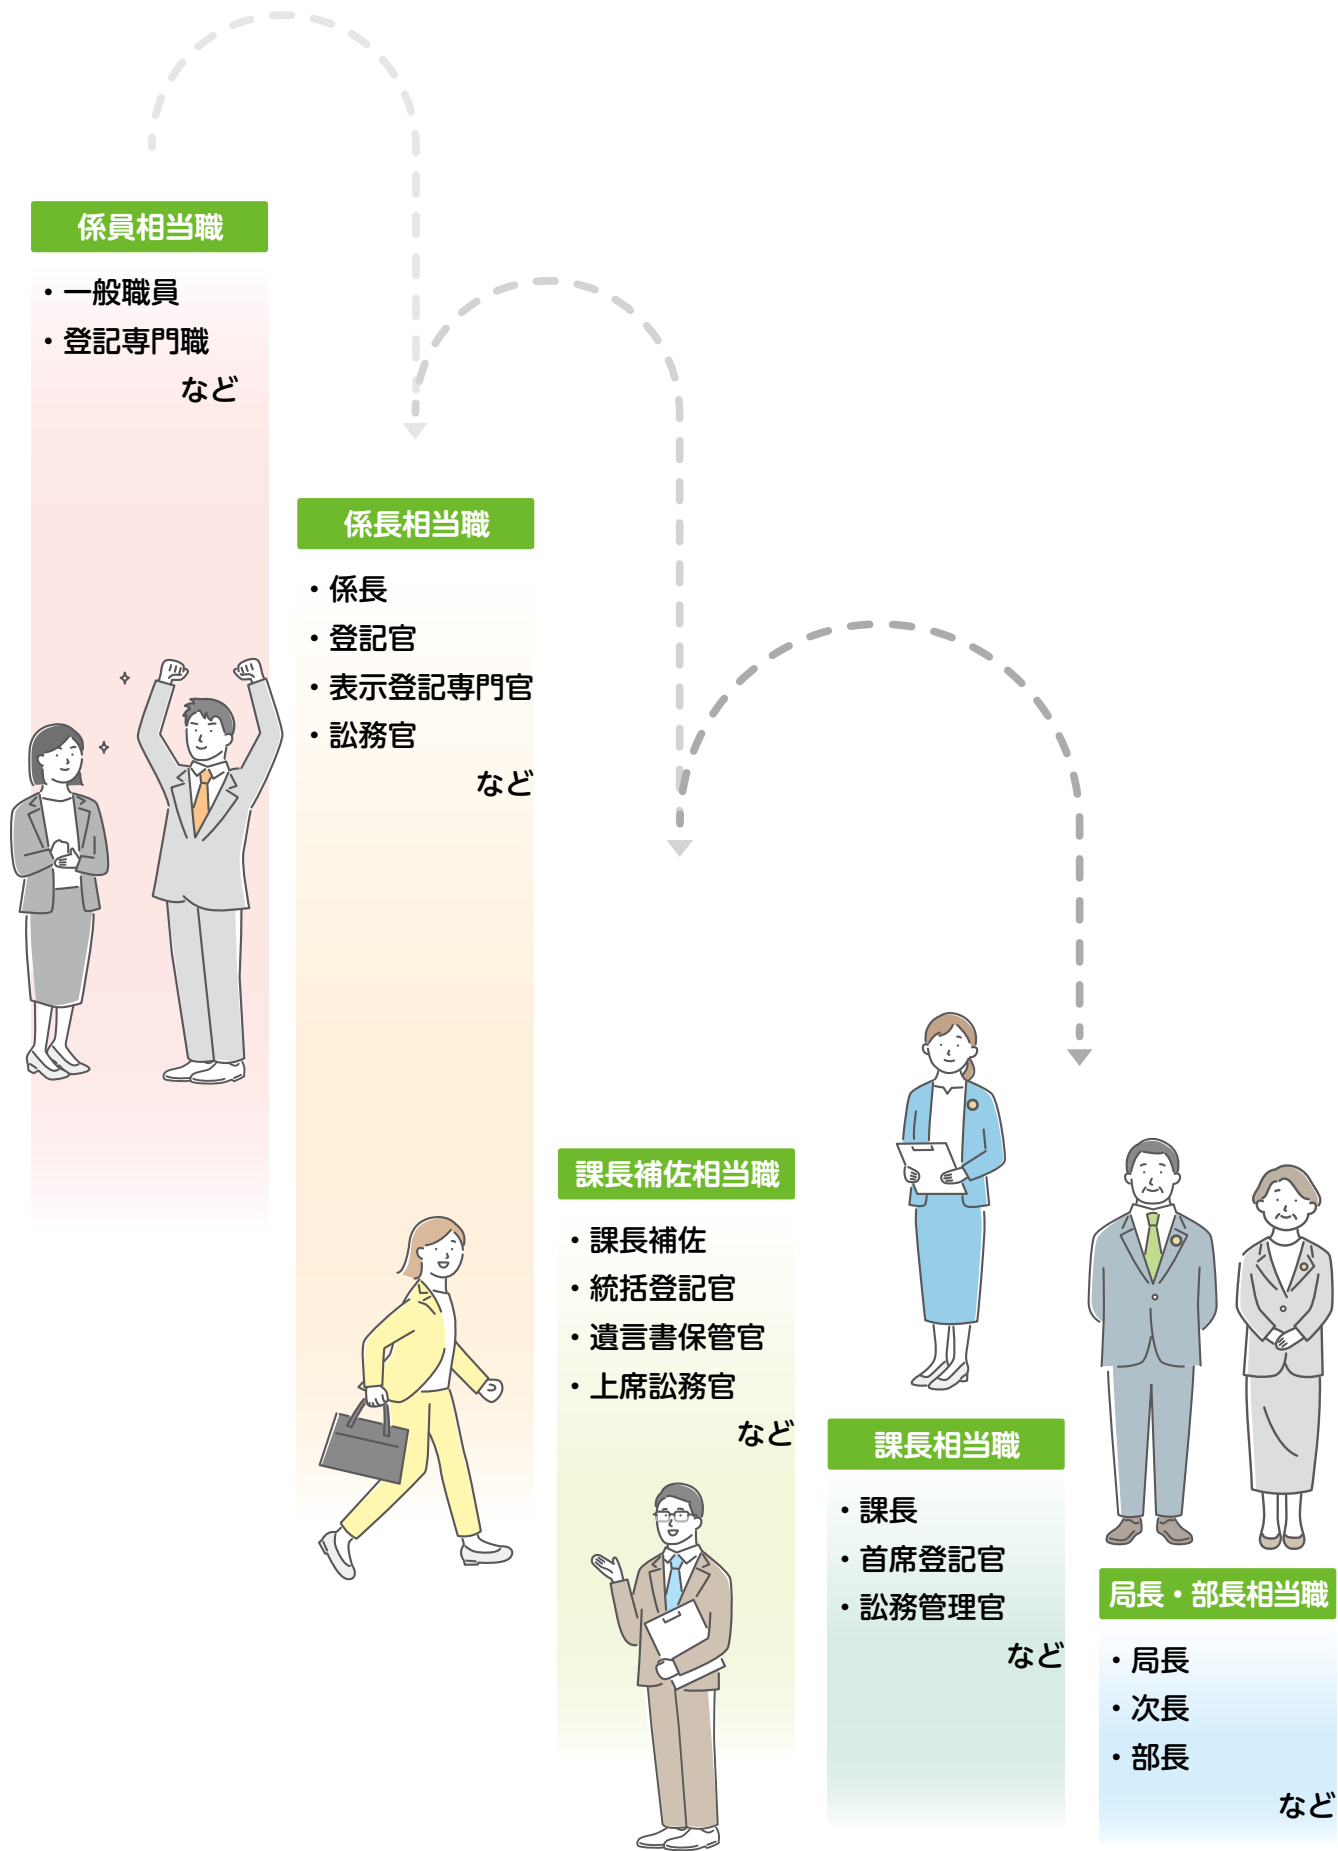 係員相当職
・一般職員
・登記専門職
など
係長相当職
・係長
・登記官
・表示登記専門官
・訟務官
など
課長補佐相当職
・課長補佐
・統括登記官
・遺言書保管官
・上席訟務官
など
課長相当職
・課長
・首席登記官
・訟務管理官
など
局長・部長相当職
・局長
・次長
・部長
など